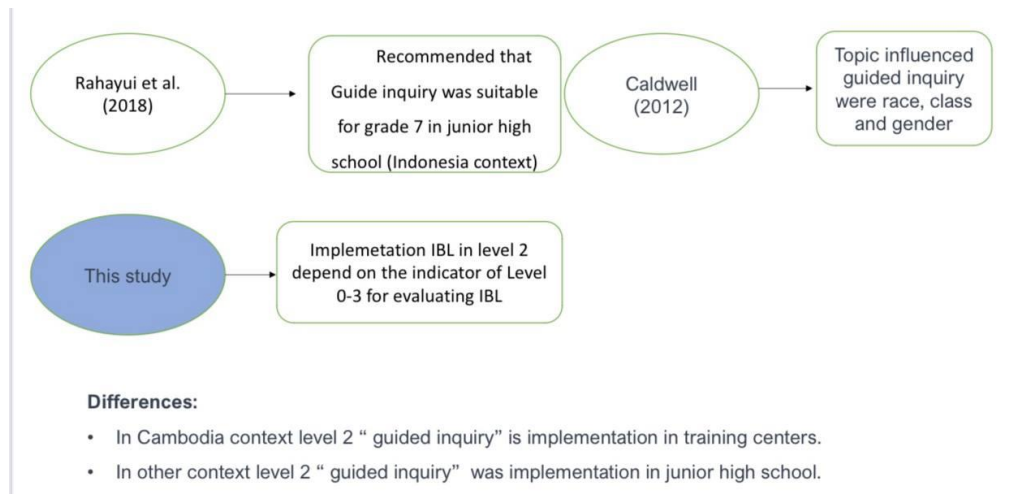 Rahayui et al.
(2018)
Recommended that
Guide inquiry was suitable
for grade 7 in junior high
school (Indonesia context)
Caldwell
(2012)
Topic influenced
guided inquiry
were race, class
and gender
This study
Implemetation IBL in level 2
depend on the indicator of Level
0-3 for evaluating IBL
Differences:
• In Cambodia context level 2 “ guided inquiry” is implementation in training centers.
• In other context level 2 “ guided inquiry” was implementation in junior high school.